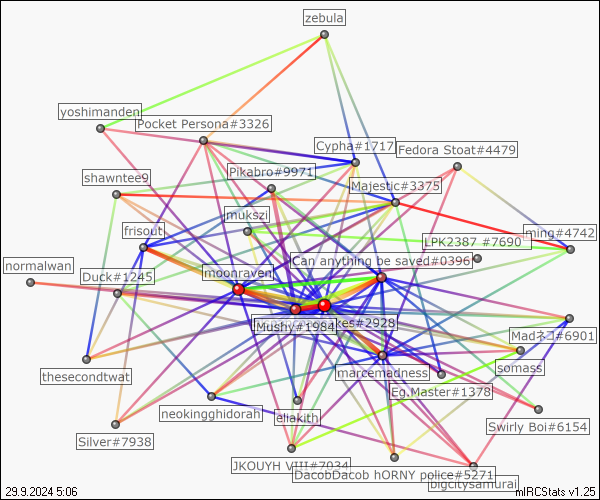 zebula
yoshimanden
Pocket Persona#3326
Cypha#1717
Fedora Stoat#4479
Pikabro#9971
shawntee9
Majestic#3375
mukszi
frisout
ming#4742
LPK2387 #7690
Can anything be saved#0396
normalwan
moonraven
Duck#1245
Mushy#1984
kes#2928
Madネコ#6901
thesecondtwat
marcemadness
somass
Eg.Master#1378
neokingghidorah
eliakith
Swirly Boi#6154
Silver#7938
JKOUYH VIII#7034
DacobDacob hORNY police#5271
bigcitysamurai
29.9.2024 5:06
mIRCStats v1.25